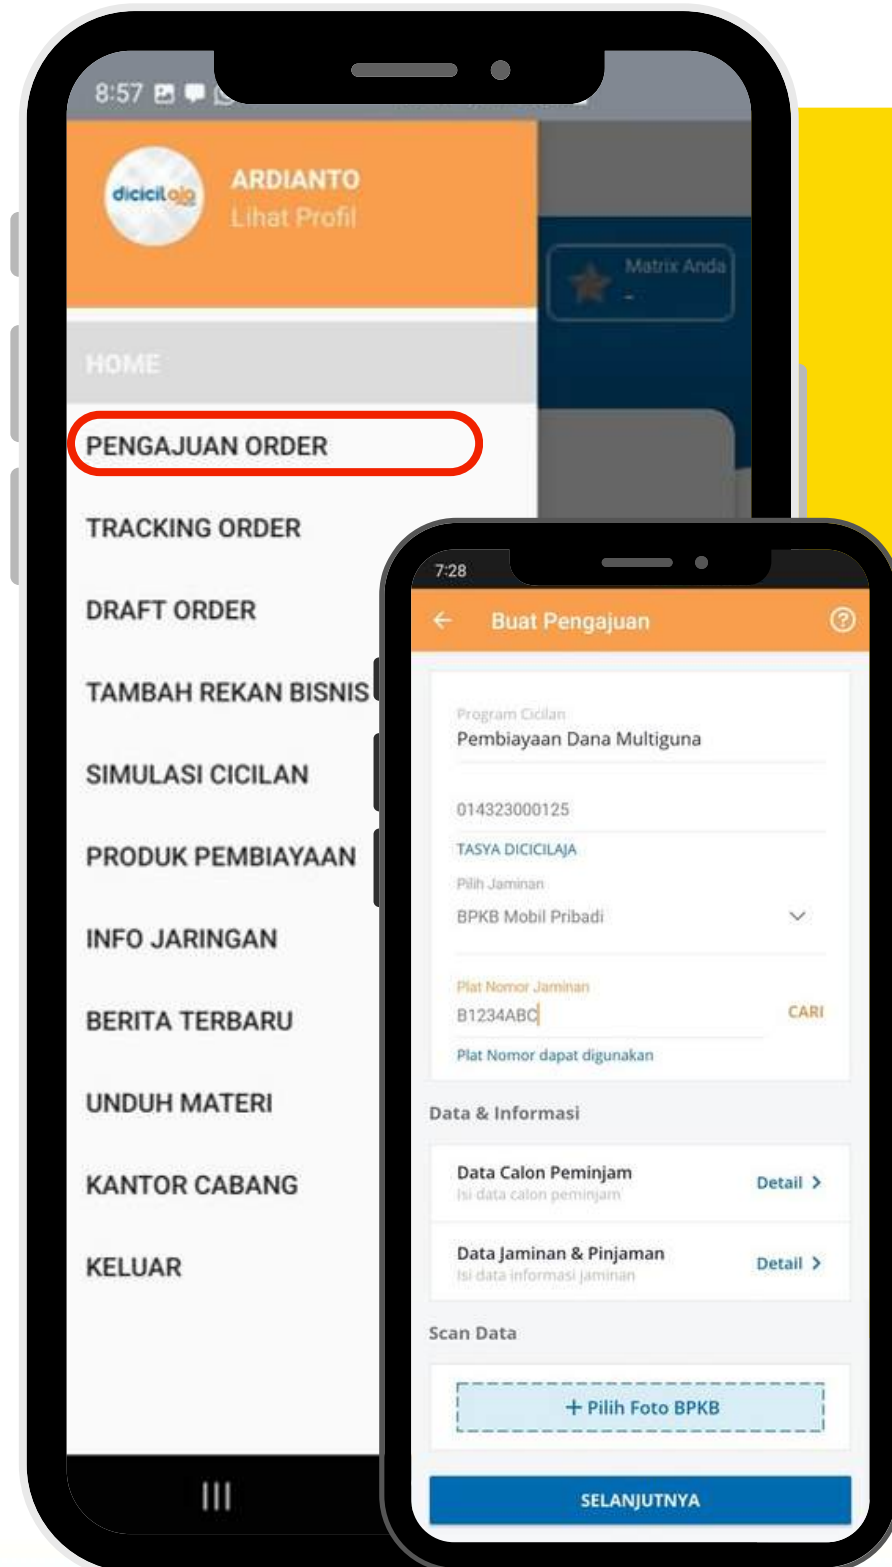 8:57
dicicilaja
ARDIANTO
Lihat Profil
Matrix Anda
-
HOME
PENGAJUAN ORDER
TRACKING ORDER
DRAFT ORDER
TAMBAH REKAN BISNIS
SIMULASI CICILAN
PRODUK PEMBIAYAAN
INFO JARINGAN
BERITA TERBARU
UNDUH MATERI
KANTOR CABANG
KELUAR
7:28
Buat Pengajuan
Program Cicilan
Pembiayaan Dana Multiguna
014323000125
TASYA DICICILAJA
Pilih Jaminan
BPKB Mobil Pribadi
Plat Nomor Jaminan
B1234ABC CARI
Plat Nomor dapat digunakan
Data & Informasi
Data Calon Peminjam
Isi data calon peminjam
Detail >
Data Jaminan & Pinjaman
Isi data informasi jaminan
Detail >
Scan Data
+ Pilih Foto BPKB
SELANJUTNYA